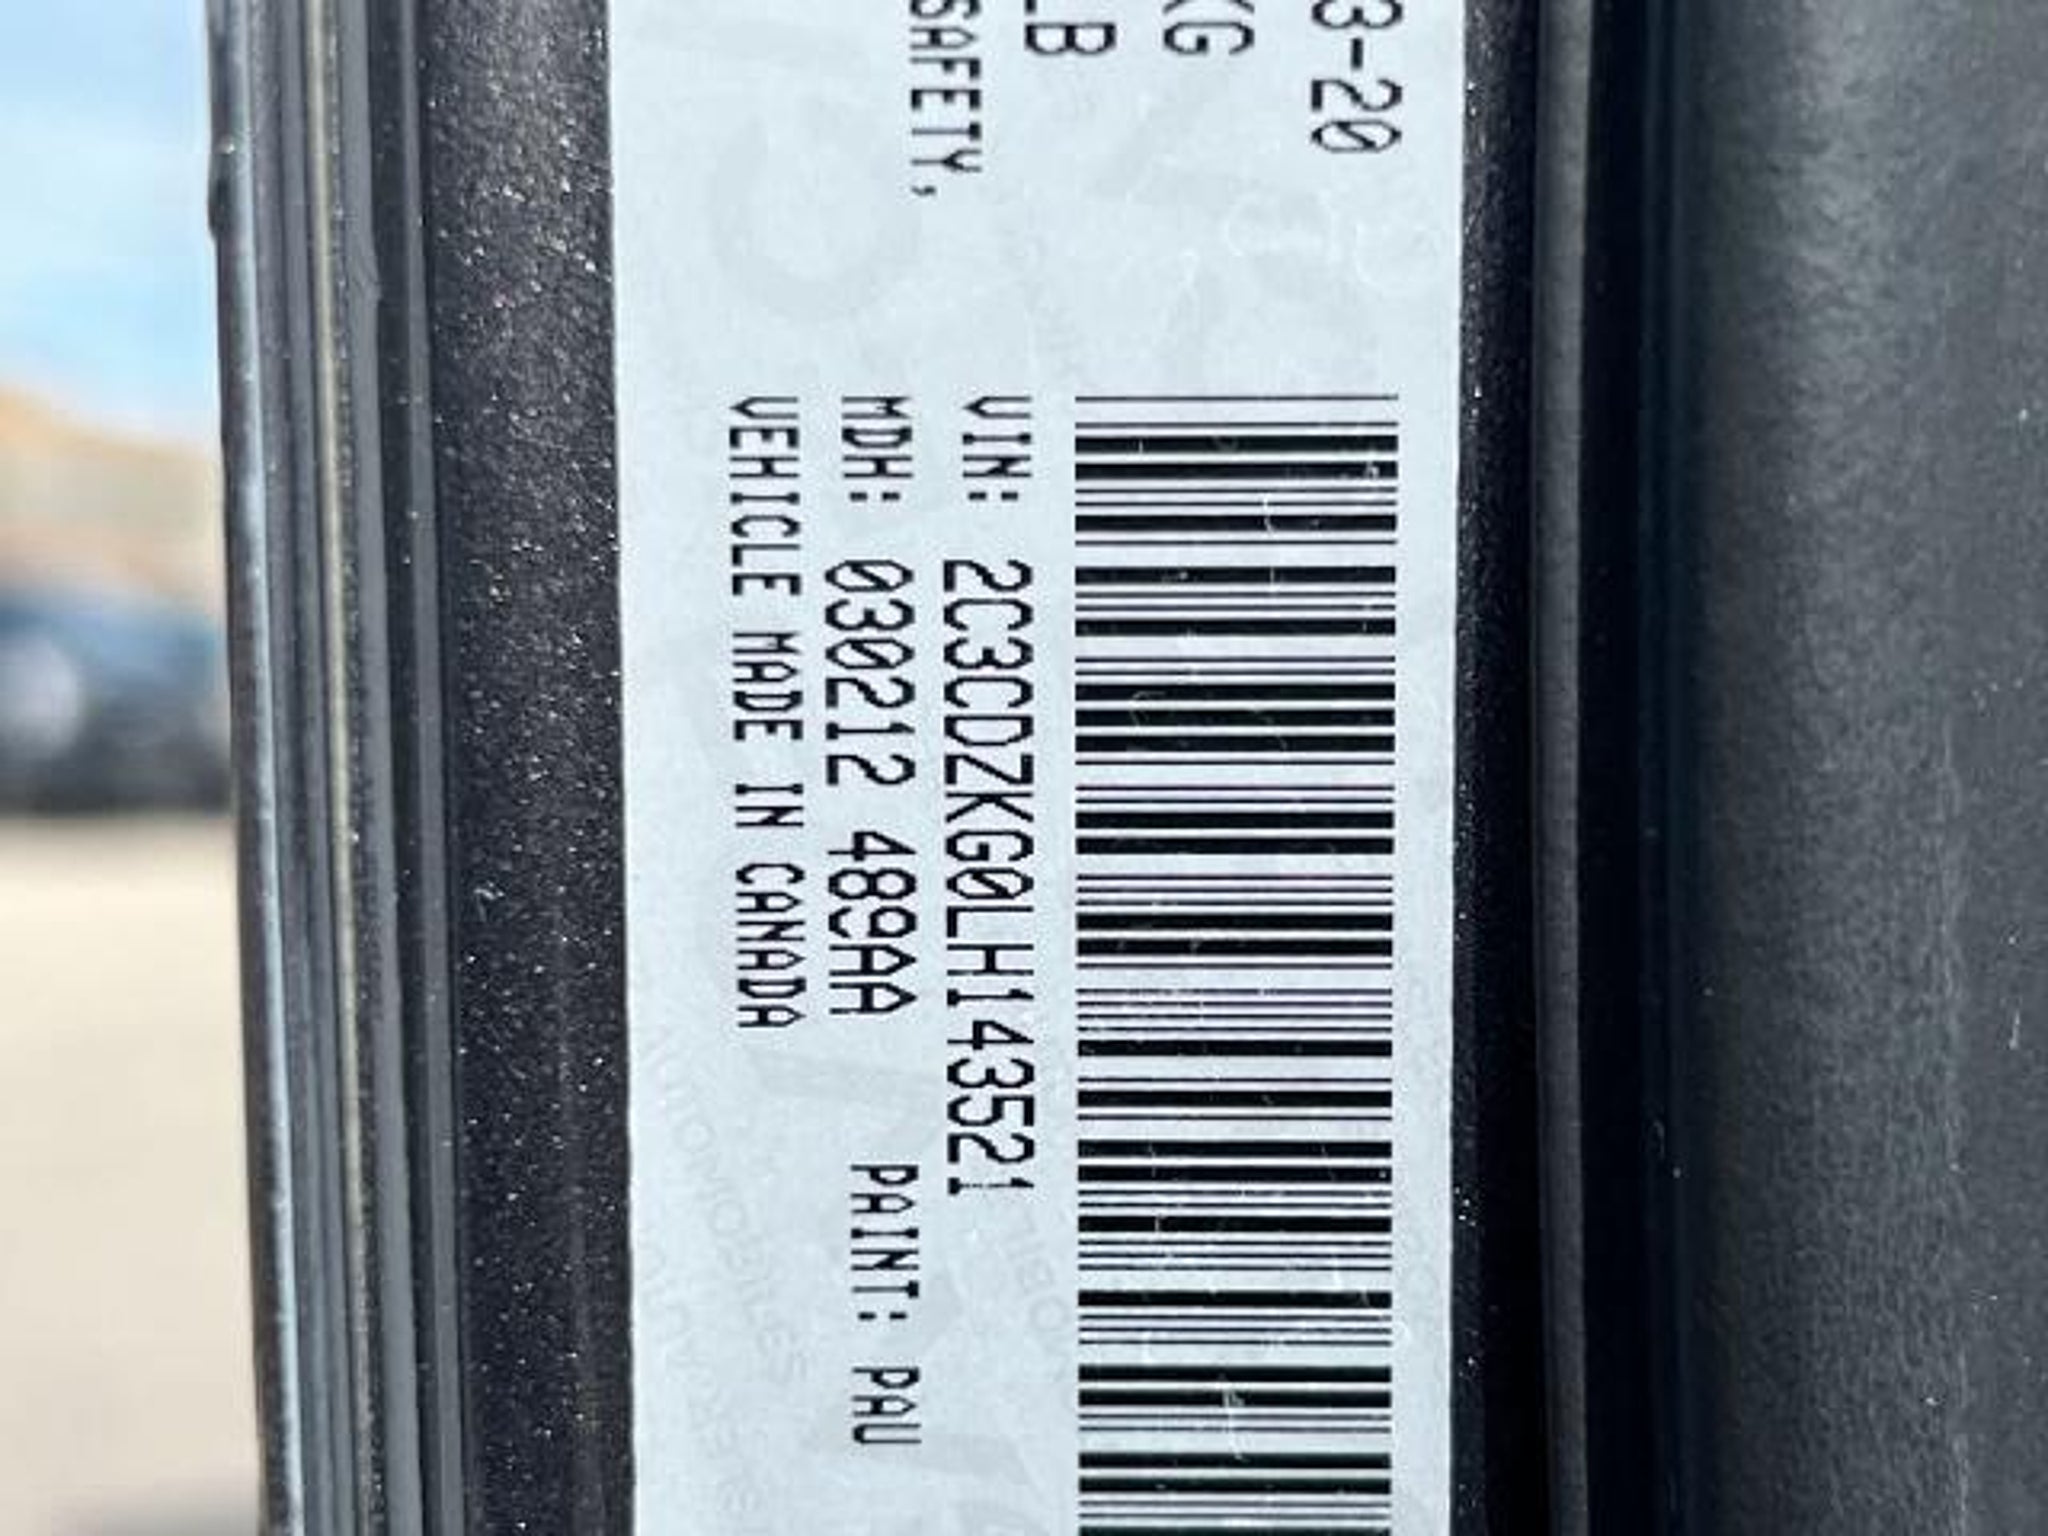 3-20
KG
LB
SAFETY,
VIN: 2C3CDZKG0LH143521
MDH: 030212 489AA PAINT: PAU
VEHICLE MADE IN CANADA